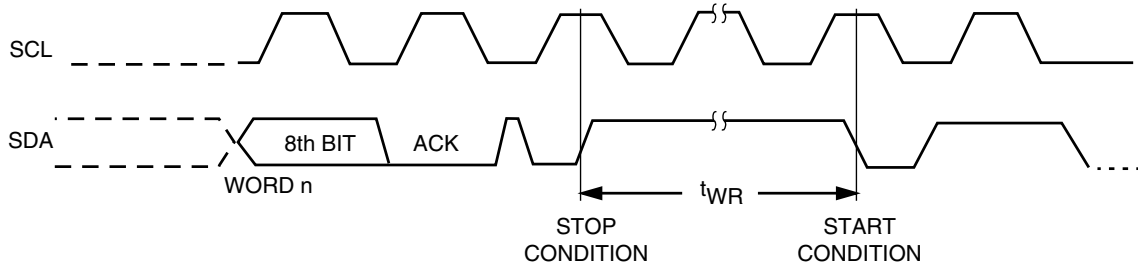 SCL
SDA
8th BIT
ACK
WORD n
tWR
STOP
CONDITION
START
CONDITION